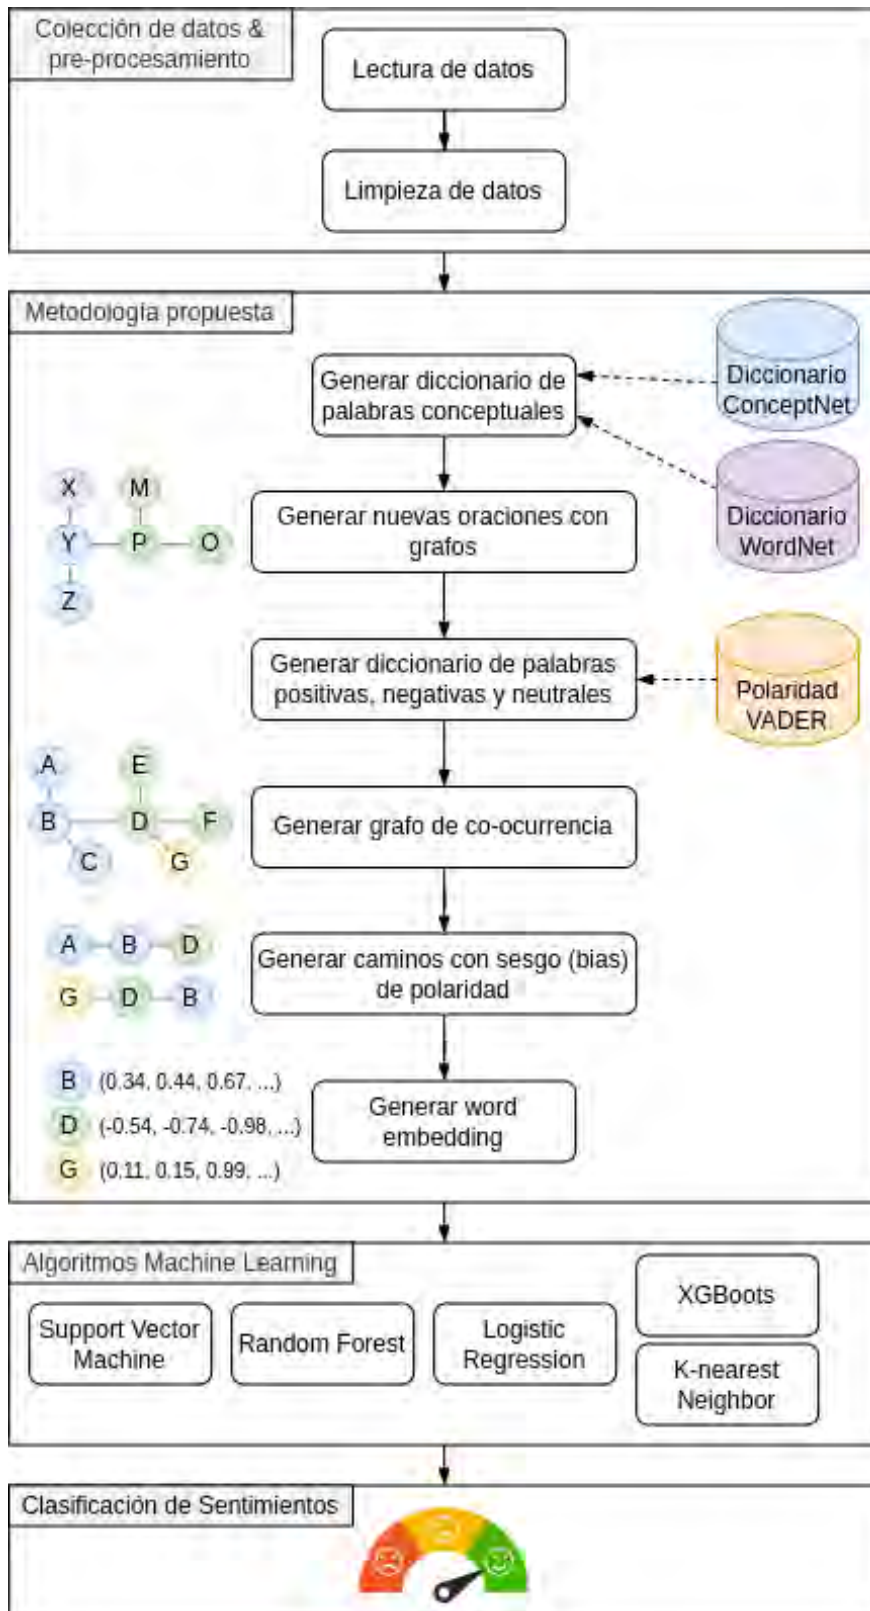 Colección de datos &
pre-procesamiento
Lectura de datos
Limpieza de datos
Metodología propuesta
Generar diccionario de
palabras conceptuales
Diccionario
ConceptNet
Diccionario
WordNet
X
M
Y
P
O
Z
Generar nuevas oraciones con
grafos
Generar diccionario de palabras
positivas, negativas y neutrales
Polaridad
VADER
A
E
B
D
F
C
G
Generar grafo de co-ocurrencia
A B D
G D B
Generar caminos con sesgo (bias)
de polaridad
B (0.34, 0.44, 0.67, ...)
D (-0.54, -0.74, -0.98, ...)
G (0.11, 0.15, 0.99, ...)
Generar word
embedding
Algoritmos Machine Learning
Support Vector
Machine
Random Forest
Logistic
Regression
XGBoots
K-nearest
Neighbor
Clasificación de Sentimientos